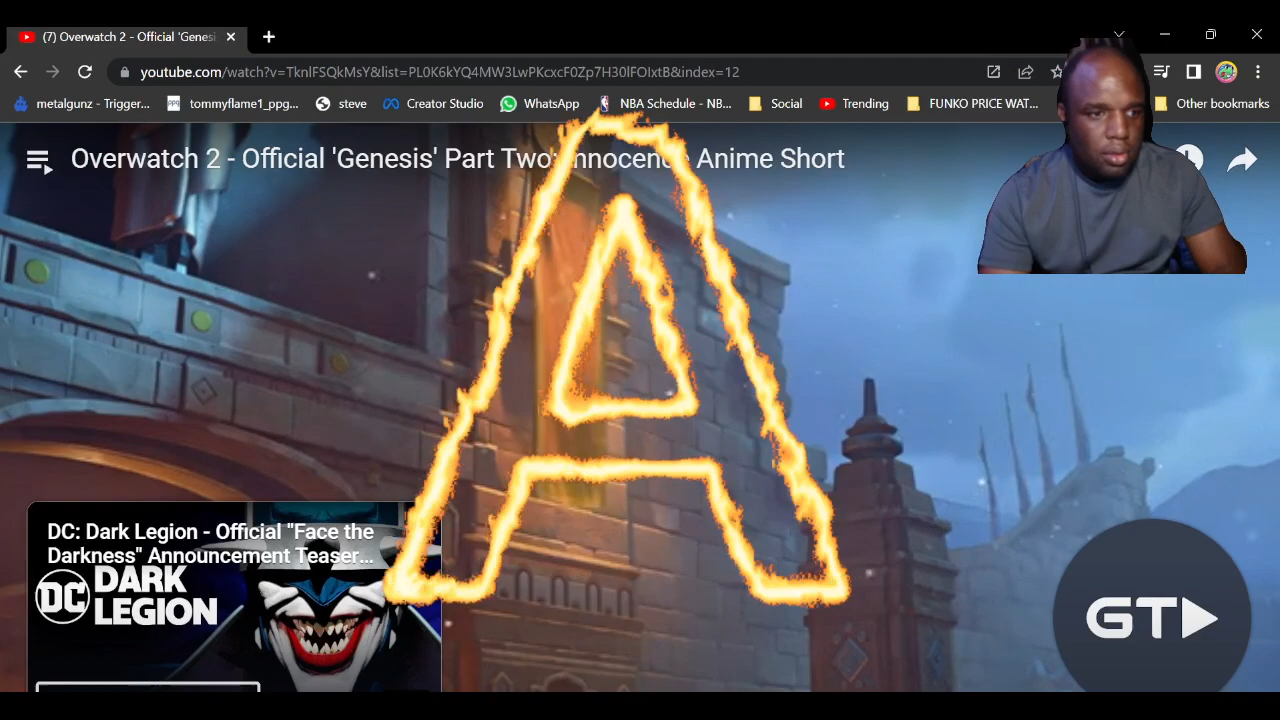 (7) Overwatch 2 - Official 'Genesi
youtube.com/watch?v=TknlFSQkMsY&list=PL0K6kYQ4MW3LwPKcxcF0Zp7H30lFOIxtB&index=12
metalgunz - Trigger... tommyflame1_ppg... steve Creator Studio WhatsApp NBA Schedule - NB... Social Trending FUNKO PRICE WAT... Other bookmarks
Overwatch 2 - Official 'Genesis' Part Two: Innocence Anime Short
A
DC: Dark Legion - Official "Face the
Darkness" Announcement Teaser...
DC DARK
LEGION
GT